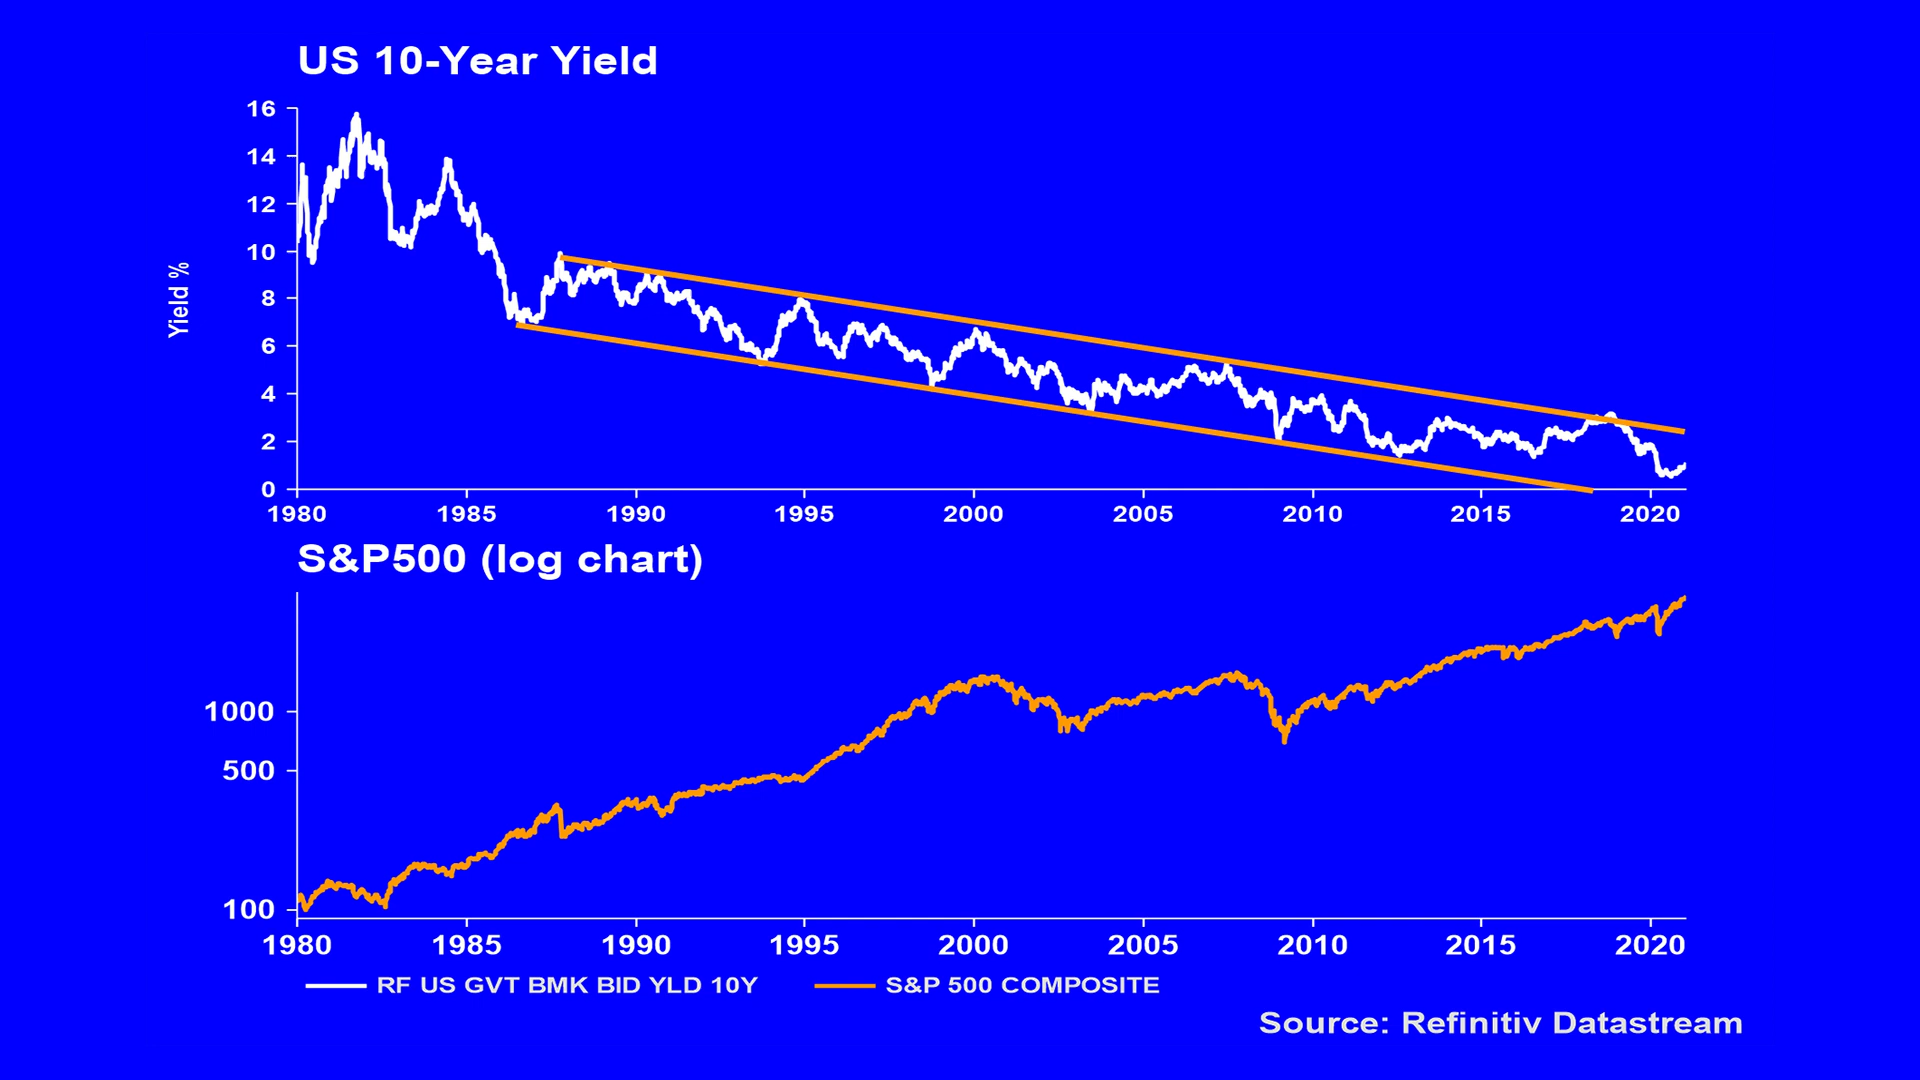 US 10-Year Yield
Yield %
16
14
12
10
8
6
4
2
0
1980 1985 1990 1995 2000 2005 2010 2015 2020
S&P500 (log chart)
1000
500
100
1980 1985 1990 1995 2000 2005 2010 2015 2020
RF US GVT BMK BID YLD 10Y S&P 500 COMPOSITE
Source: Refinitiv Datastream